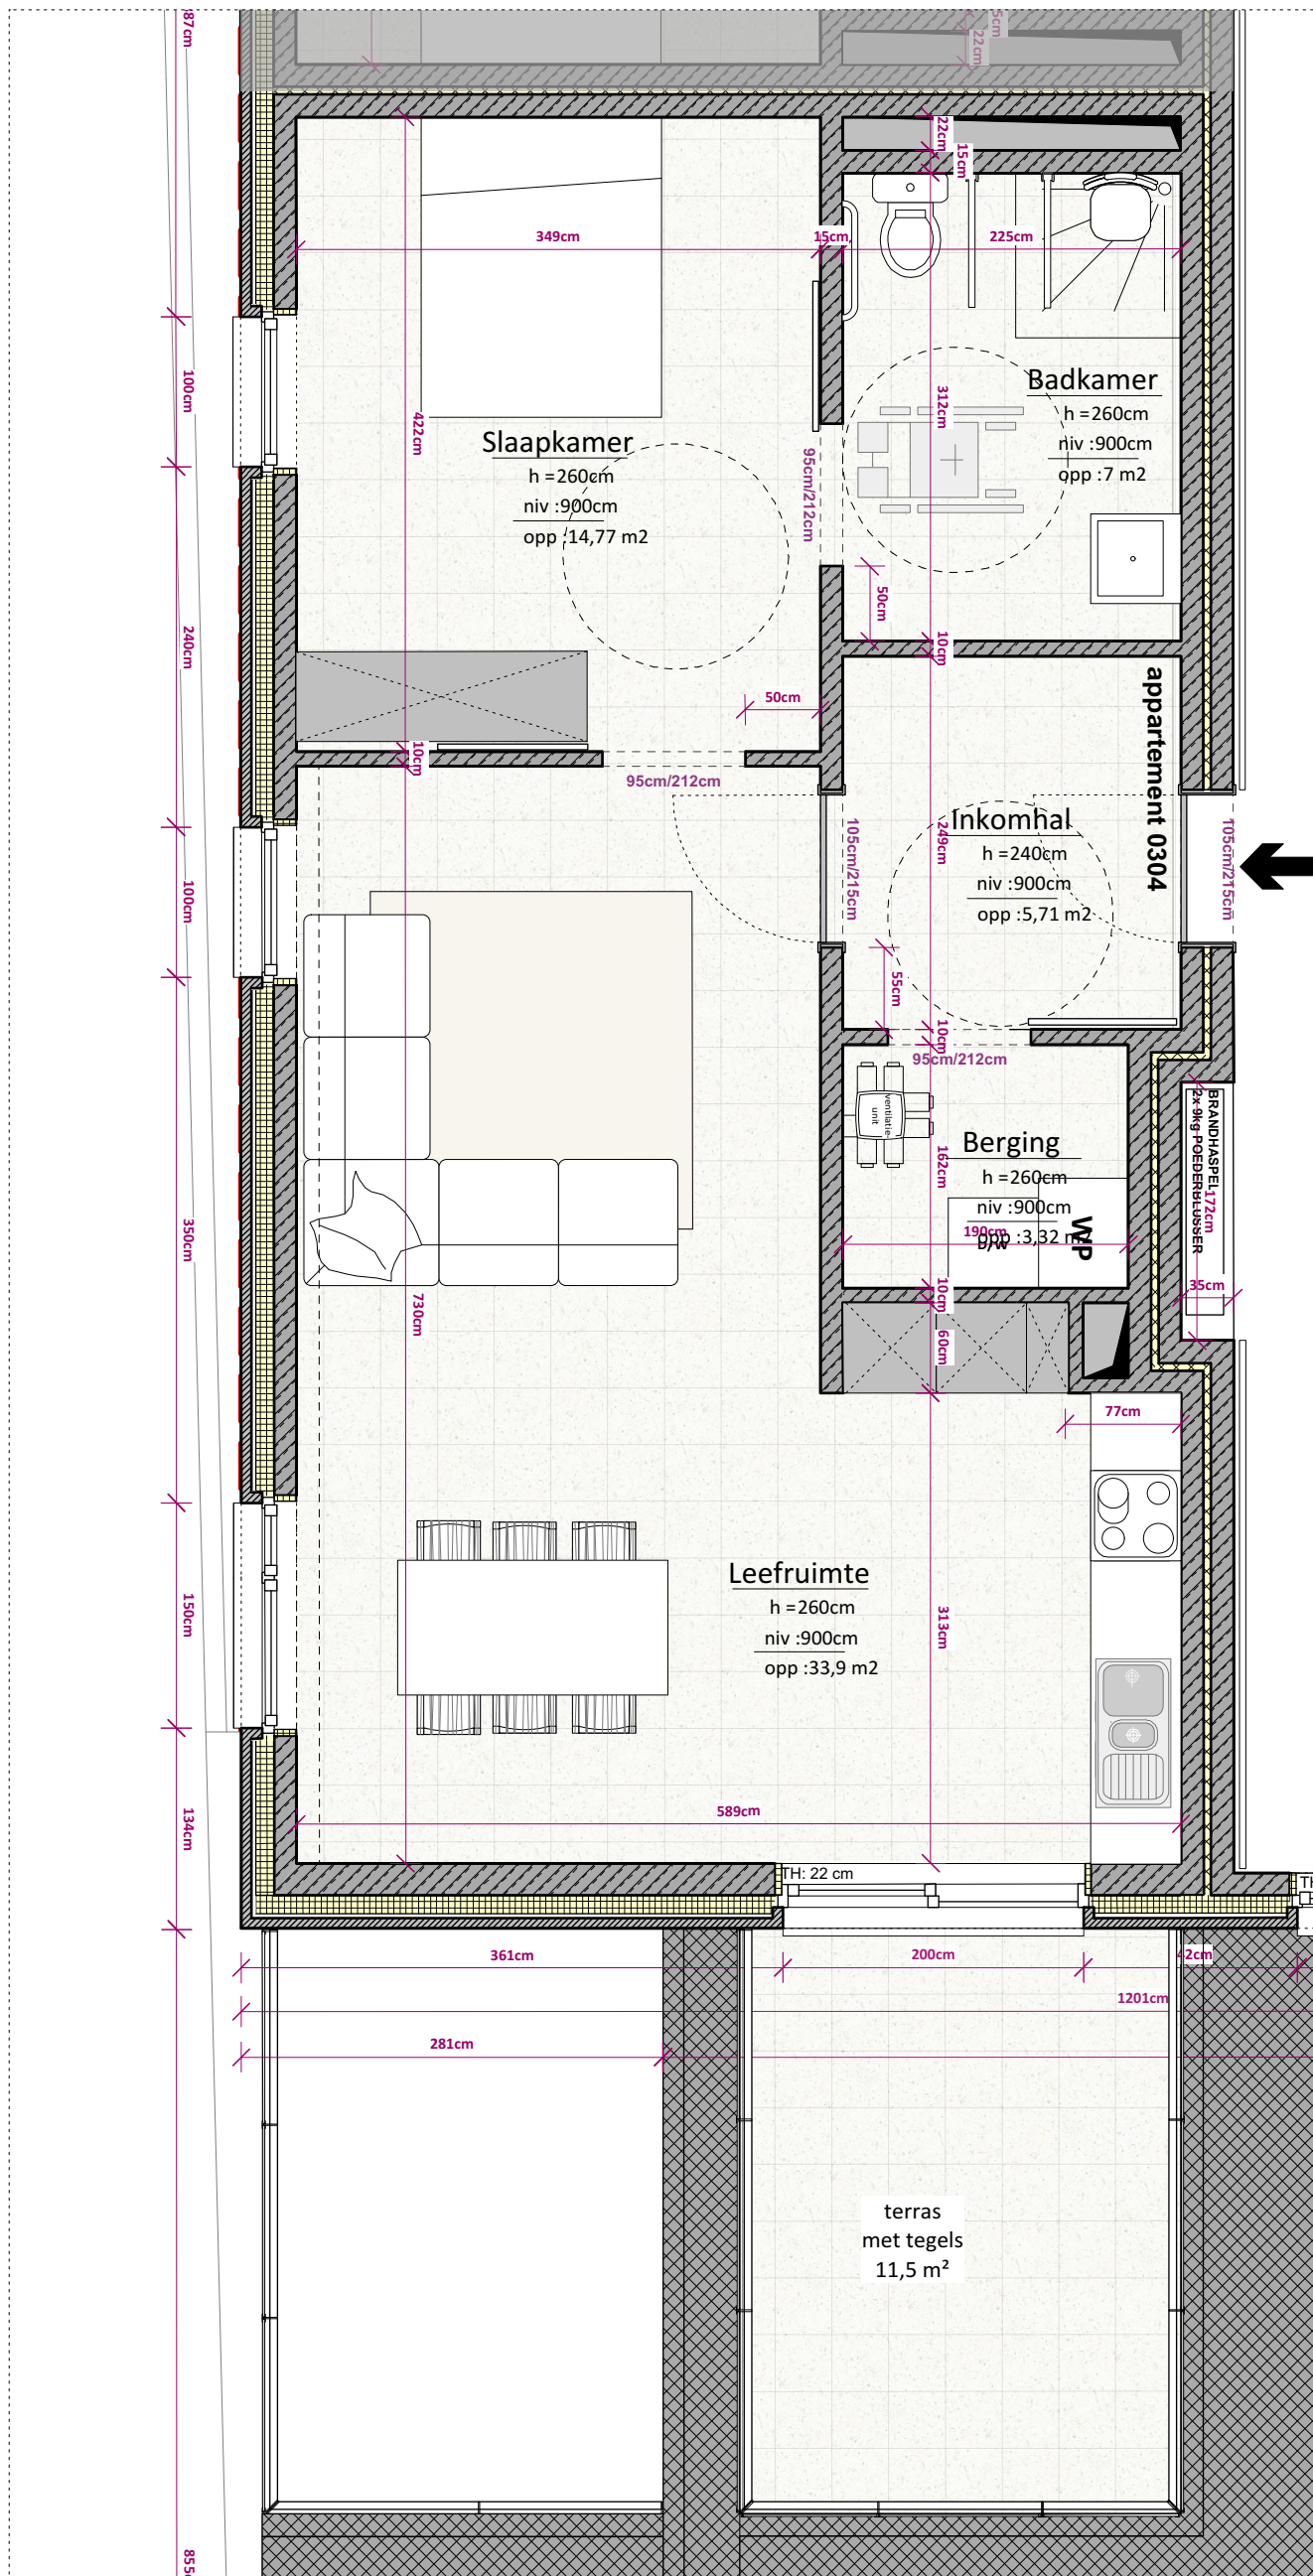 87cm
5cm
22cm
22cm
15cm
349cm
15cm
225cm
100cm
422cm
312cm
Badkamer
h =260cm
niv :900cm
opp :7 m2
Slaapkamer
h =260cm
niv :900cm
opp :14,77 m2
95cm/212cm
50cm
240cm
10cm
50cm
10cm
95cm/212cm
appartement 0304
100cm
105cm/215cm
249cm
Inkomhal
h =240cm
niv :900cm
opp :5,71 m2
105cm/215cm
55cm
10cm
95cm/212cm
ventilatie-
unit
Berging
h =260cm
niv :900cm
opp :3,32 m
162cm
190cm
WP
BRANDHASPEL
2x 9kg POEDERBLUSSER
172cm
35cm
350cm
730cm
10cm
60cm
77cm
150cm
Leefruimte
h =260cm
niv :900cm
opp :33,9 m2
313cm
134cm
589cm
TH: 22 cm
361cm
200cm
42cm
1201cm
281cm
terras
met tegels
11,5 m²